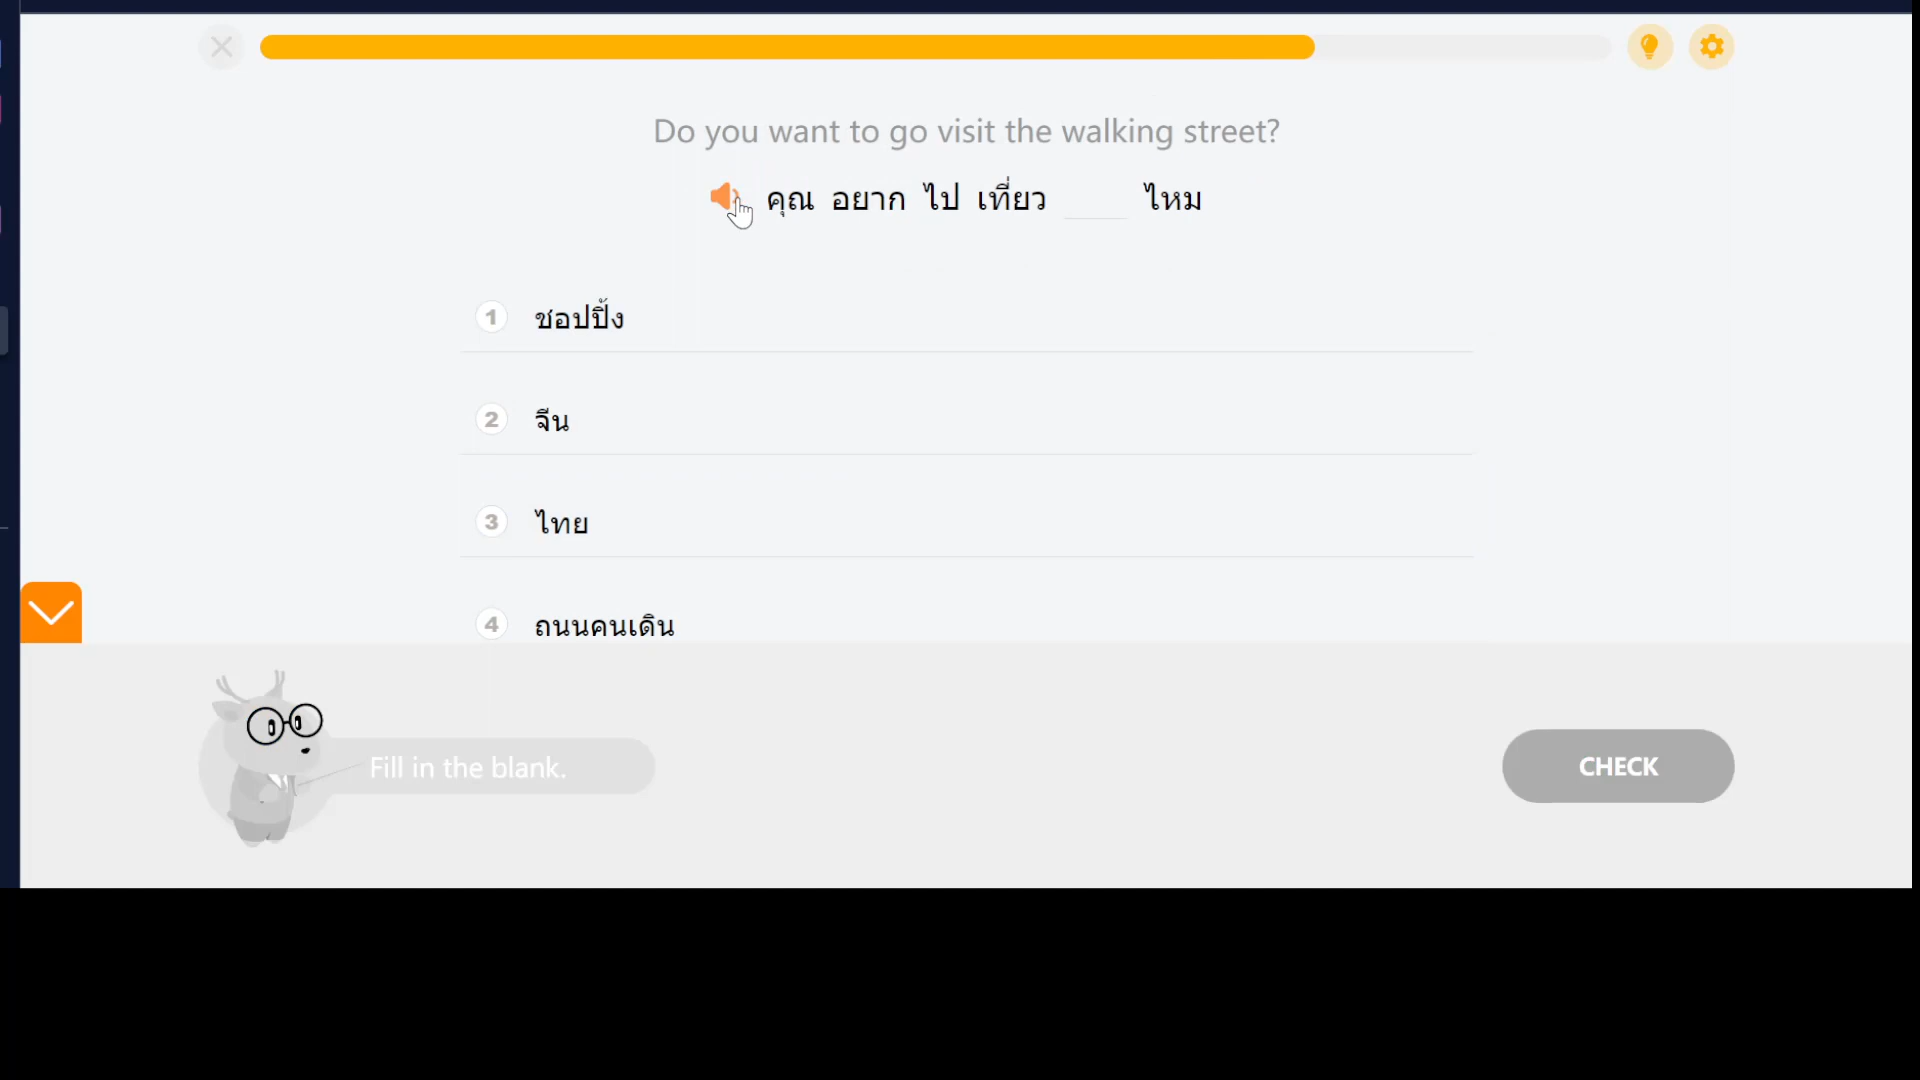 Do you want to go visit the walking street?
คุณ อยาก ไป เที่ยว ____ ไหม
1 ชอปปิ้ง
2 จีน
3 ไทย
4 ถนนคนเดิน
Fill in the blank.
CHECK